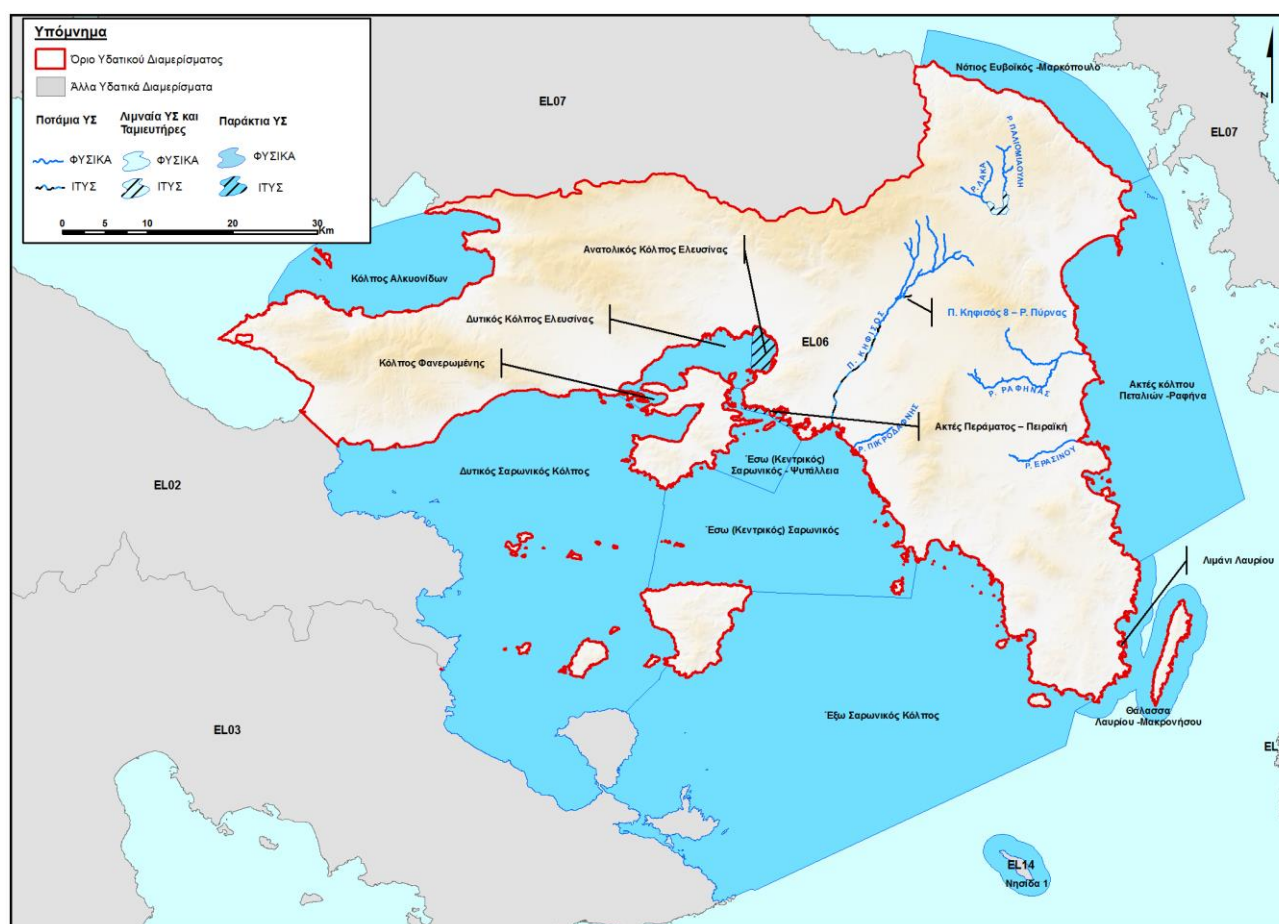 Υπόμνημα
Όριο Υδατικού Διαμερίσματος
Άλλα Υδατικά Διαμερίσματα
Ποτάμια ΥΣ
Λιμναία ΥΣ και
Ταμιευτήρες
Παράκτια ΥΣ
ΦΥΣΙΚΑ
ΦΥΣΙΚΑ
ΦΥΣΙΚΑ
ΙΤΥΣ
ΙΤΥΣ
ΙΤΥΣ
0 5 10 20 30
Km
Z
Νότιος Ευβοϊκός -Μαρκόπουλο
EL07
EL07
Ρ. ΠΑΛΙΟΜΙΑΟΥΛΗ
Ρ. ΛΑΚΑ
Ανατολικός Κόλπος Ελευσίνας
Κόλπος Αλκυονίδων
Δυτικός Κόλπος Ελευσίνας
Π. Κηφισός 8 – Ρ. Πύρνας
EL06
Π. ΚΗΦΙΣΟΣ
Κόλπος Φανερωμένης
Ακτές κόλπου
Πεταλιών -Ραφήνα
Ρ. ΡΑΦΗΝΑΣ
Ακτές Περάματος – Πειραϊκή
Ρ. ΠΙΚΡΟΔΑΦΝΗΣ
Ρ. ΕΡΑΣΙΝΟΥ
Έσω (Κεντρικός)
Σαρωνικός - Ψυτάλλεια
Δυτικός Σαρωνικός Κόλπος
EL02
Έσω (Κεντρικός) Σαρωνικός
Λιμάνι Λαυρίου
Έξω Σαρωνικός Κόλπος
Θάλασσα
Λαυρίου -Μακρονήσου
EL03
EL
EL14
Νησίδα 1